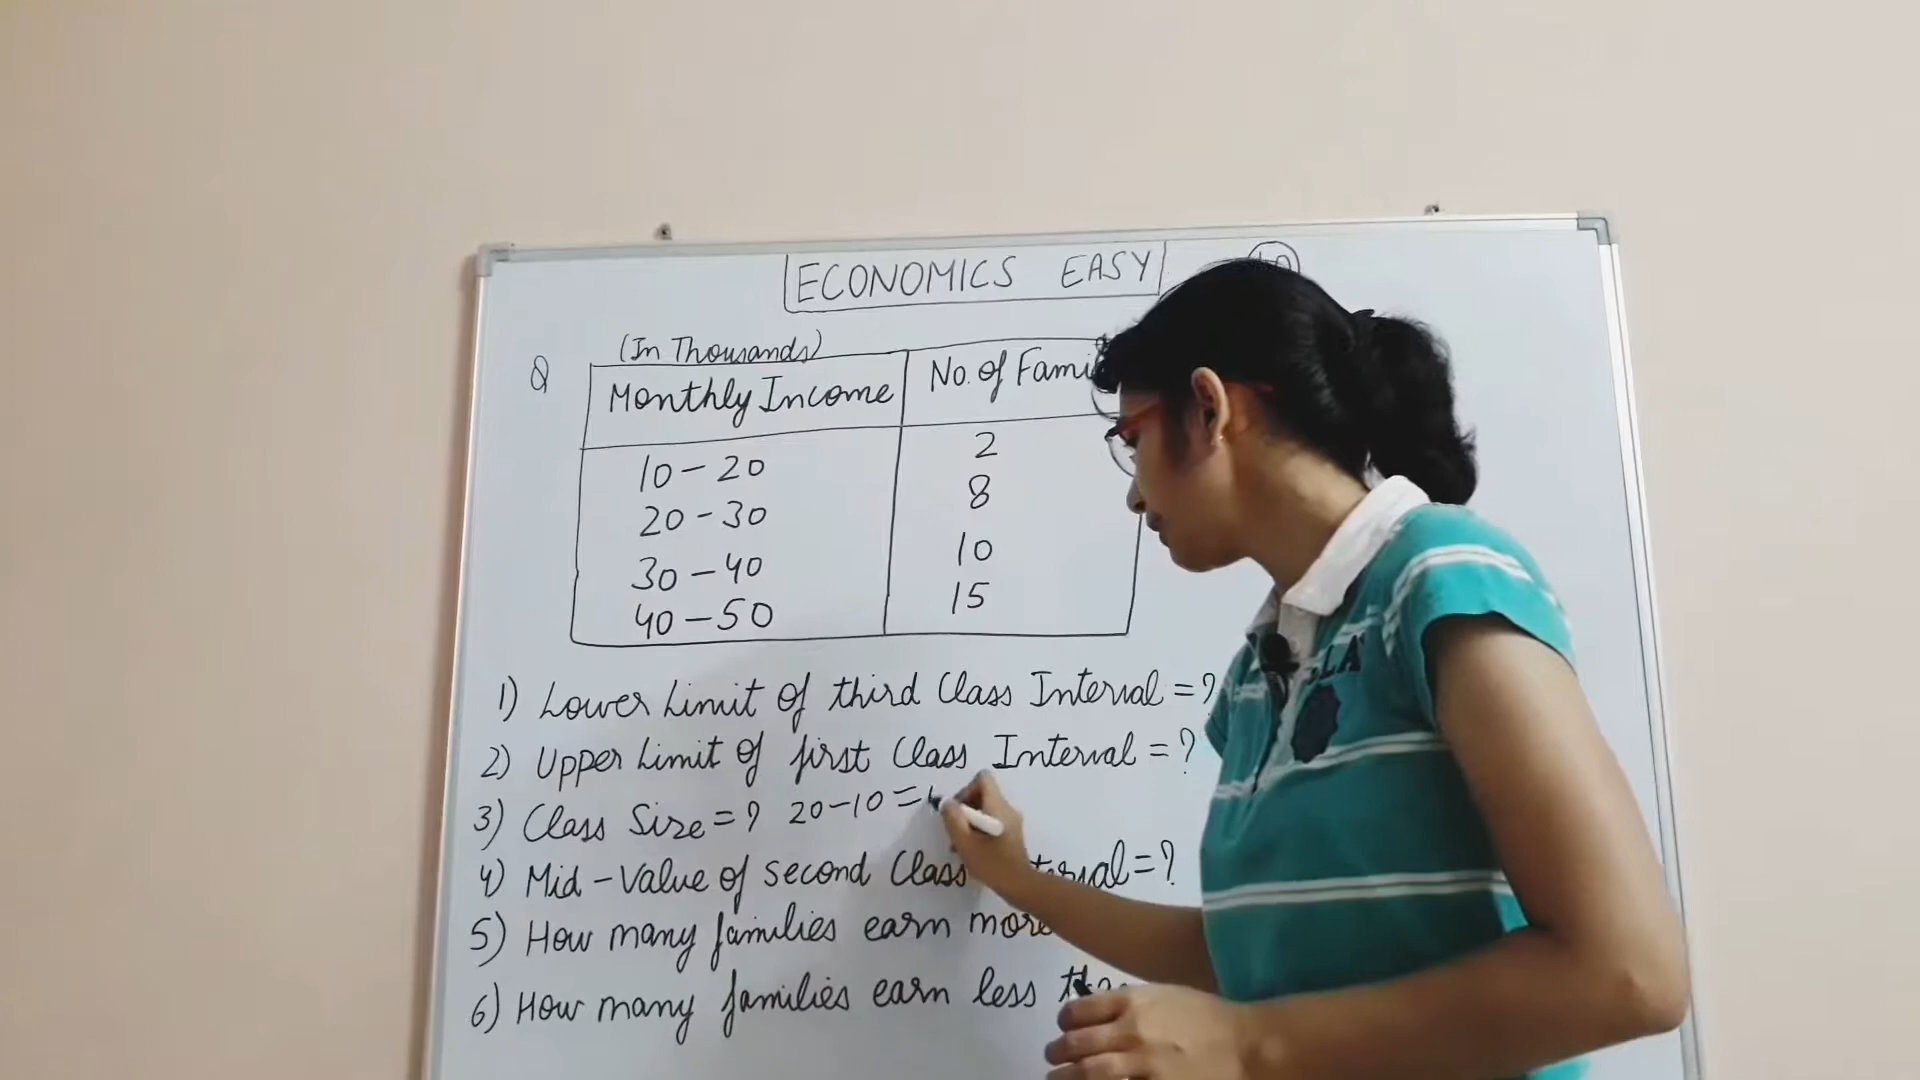 ECONOMICS EASY
Q (In Thousands)
Monthly Income No. of
10-20 2
20-30 8
30-40 10
40-50 15
1) Lower Limit of third Class Interval = ?
2) Upper Limit of first Class Interval = ?
3) Class Size = ? 20-10 =
4) Mid-Value of second Class = ?
5) How many families earn more
6) How many families earn less